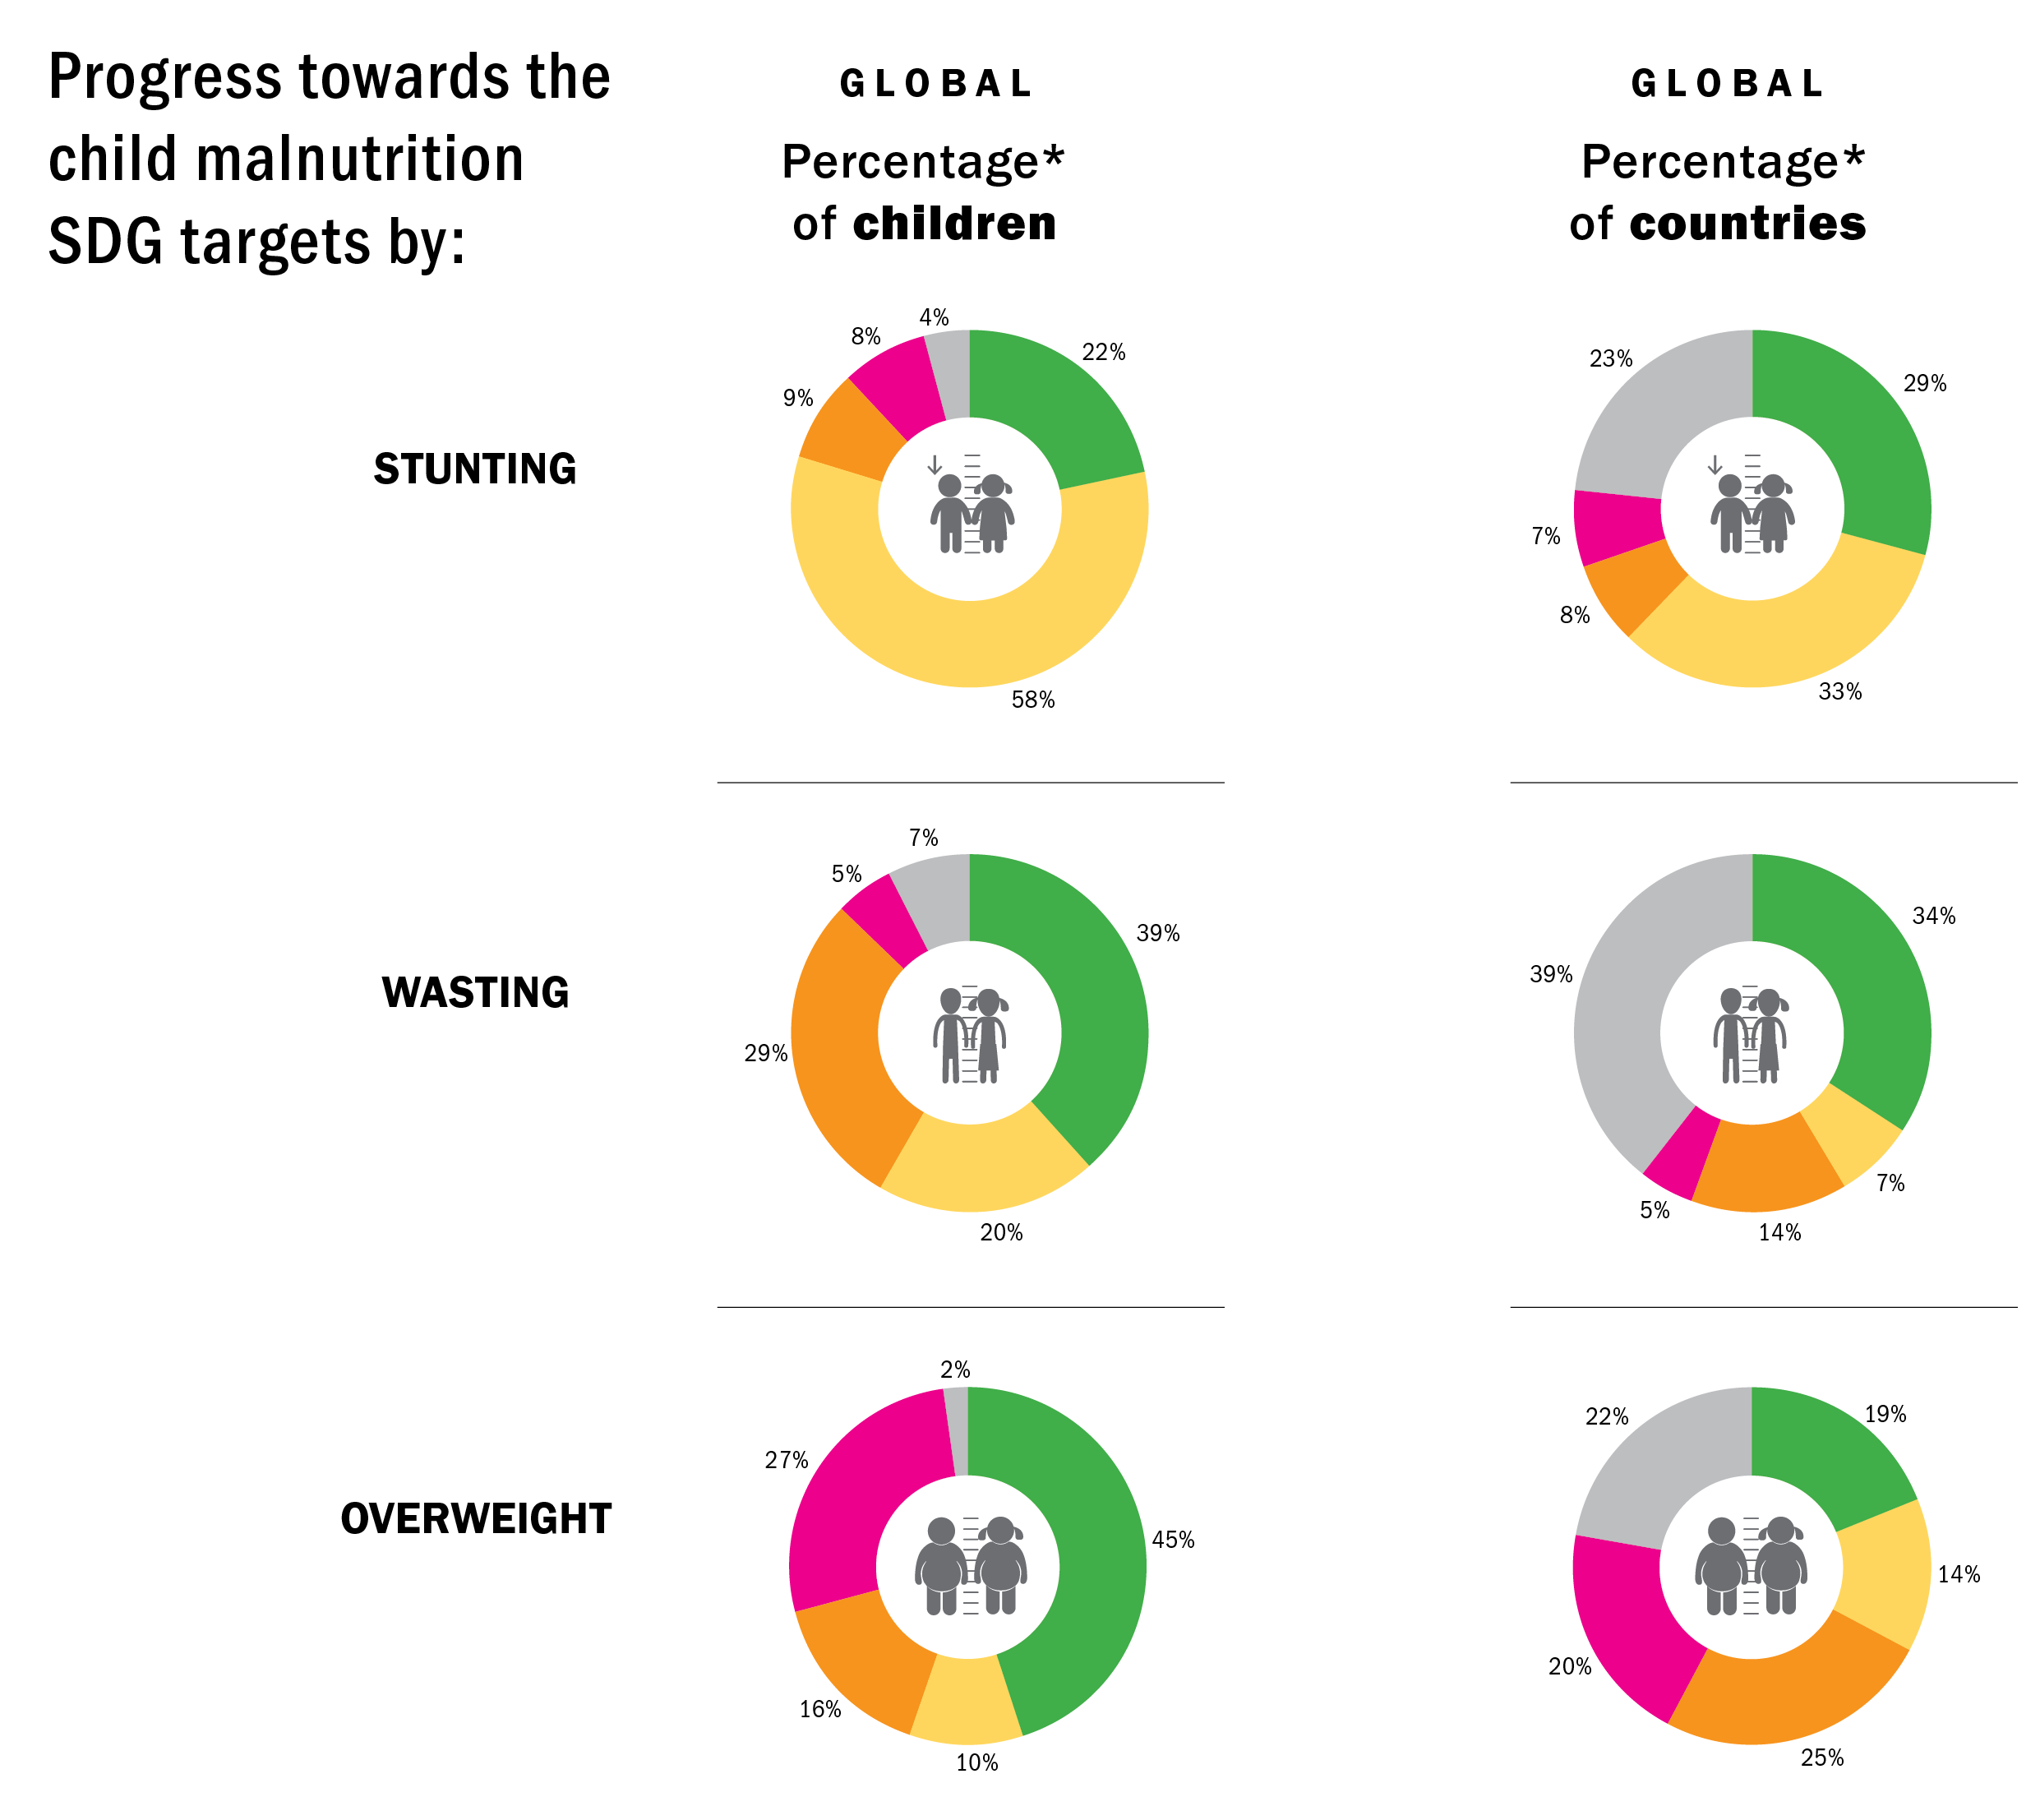 Progress towards the
child malnutrition
SDG targets by:
GLOBAL
Percentage*
of children
GLOBAL
Percentage*
of countries
STUNTING
4%
8%
22%
9%
58%
23%
29%
7%
8%
33%
WASTING
7%
5%
39%
29%
20%
34%
39%
7%
5%
14%
OVERWEIGHT
2%
27%
45%
16%
10%
22%
19%
14%
20%
25%